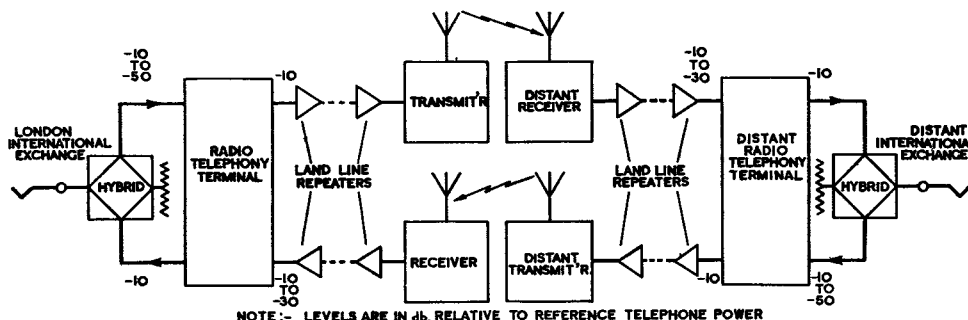 -10
TO
-50
LONDON
INTERNATIONAL
EXCHANGE
HYBRID
-10
RADIO
TELEPHONY
TERMINAL
-10
-10
TO
-30
LAND LINE
REPEATERS
TRANSMIT'R
RECEIVER
DISTANT
RECEIVER
DISTANT
TRANSMIT'R
LAND LINE
REPEATERS
-10
TO
-30
-10
DISTANT
RADIO
TELEPHONY
TERMINAL
-10
-10
TO
-50
DISTANT
INTERNATIONAL
EXCHANGE
HYBRID
NOTE:- LEVELS ARE IN db. RELATIVE TO REFERENCE TELEPHONE POWER